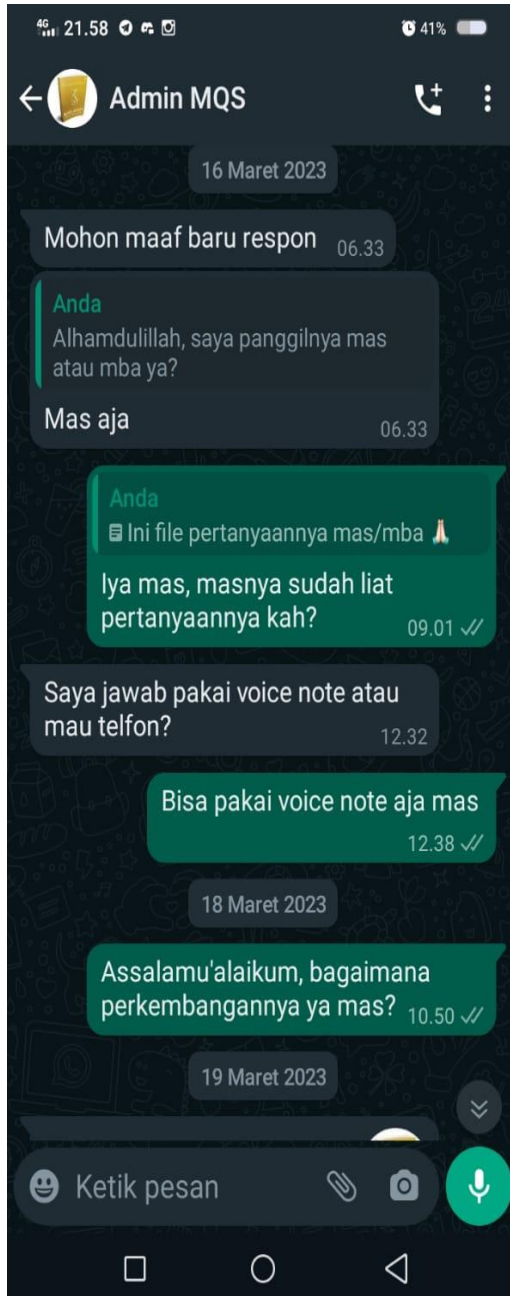 4G 21.58 41%
Admin MQS
16 Maret 2023
Mohon maaf baru respon 06.33
Anda
Alhamdulillah, saya panggilnya mas
atau mba ya?
Mas aja 06.33
Anda
Ini file pertanyaannya mas/mba 🙏🏻
Iya mas, masnya sudah liat
pertanyaannya kah? 09.01
Saya jawab pakai voice note atau
mau telfon? 12.32
Bisa pakai voice note aja mas
12.38
18 Maret 2023
Assalamu'alaikum, bagaimana
perkembangannya ya mas? 10.50
19 Maret 2023
Ketik pesan